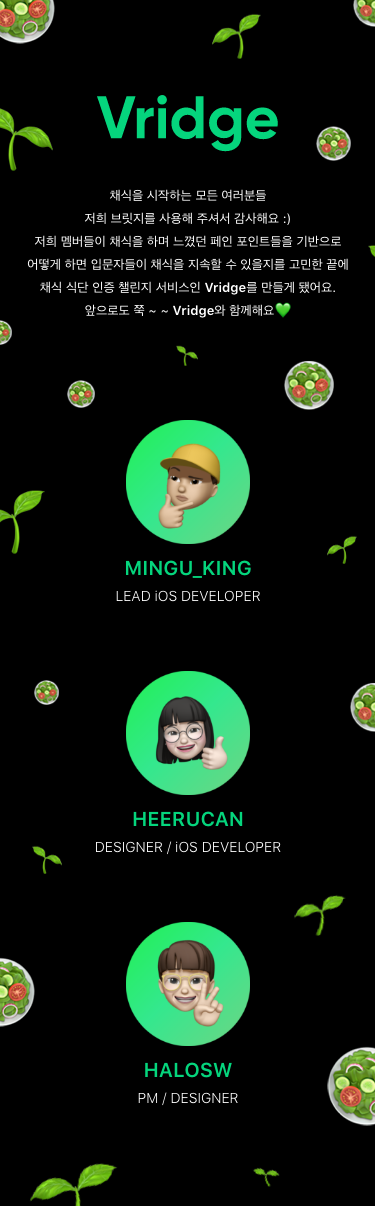 Vridge
채식을 시작하는 모든 여러분들
저희 브릿지를 사용해 주셔서 감사해요 :)
저희 멤버들이 채식을 하며 느꼈던 페인 포인트들을 기반으로
어떻게 하면 입문자들이 채식을 지속할 수 있을지를 고민한 끝에
채식 식단 인증 챌린지 서비스인 Vridge를 만들게 됐어요.
앞으로도 쭉 ~ ~ Vridge와 함께해요💚
MINGU_KING
LEAD iOS DEVELOPER
HEERUCAN
DESIGNER / iOS DEVELOPER
HALOSW
PM / DESIGNER